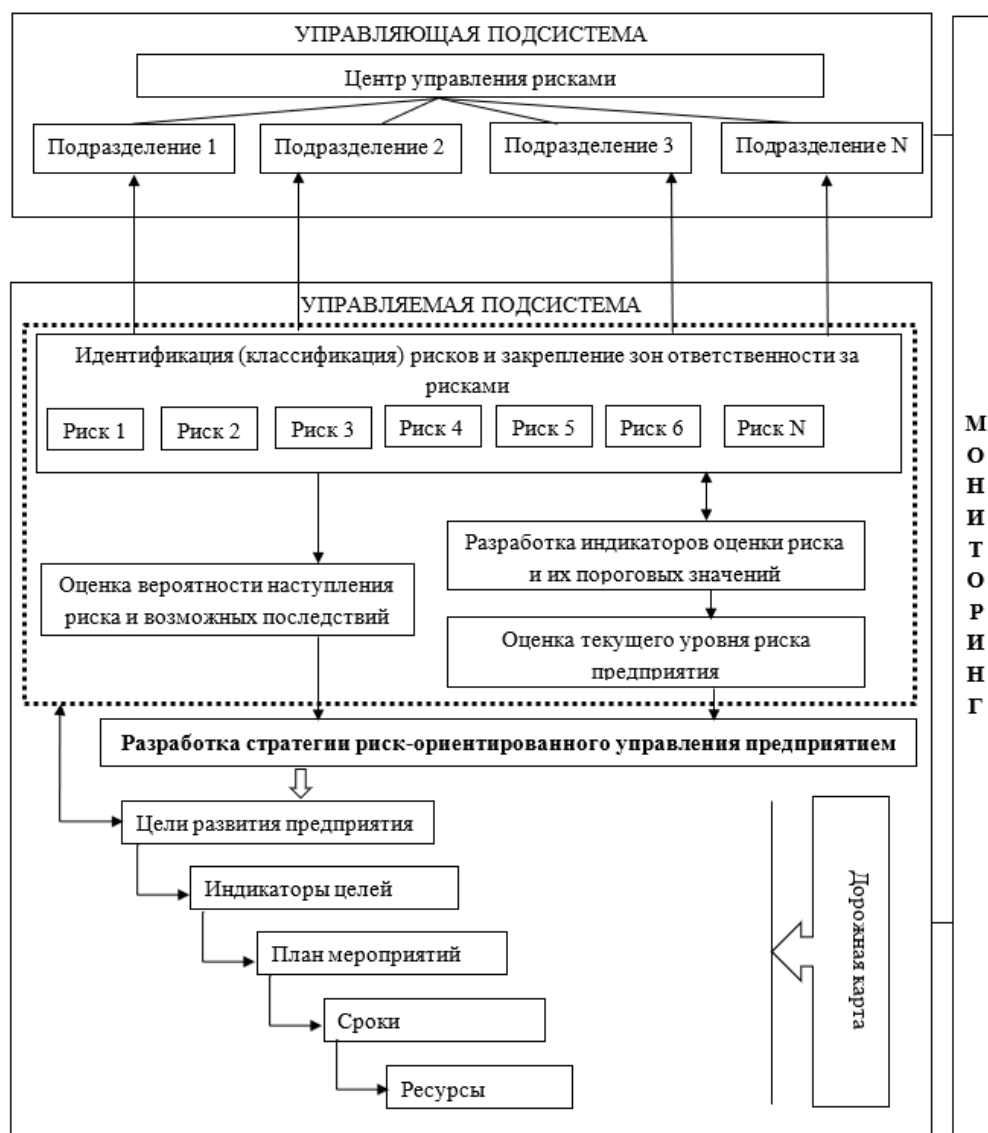 УПРАВЛЯЮЩАЯ ПОДСИСТЕМА
Центр управления рисками
Подразделение 1
Подразделение 2
Подразделение 3
Подразделение N
УПРАВЛЯЕМАЯ ПОДСИСТЕМА
Идентификация (классификация) рисков и закрепление зон ответственности за
рисками
Риск 1
Риск 2
Риск 3
Риск 4
Риск 5
Риск 6
Риск N
Разработка индикаторов оценки риска
и их пороговых значений
Оценка вероятности наступления
риска и возможных последствий
Оценка текущего уровня риска
предприятия
Разработка стратегии риск-ориентированного управления предприятием
Цели развития предприятия
Индикаторы целей
План мероприятий
Сроки
Ресурсы
Дорожная карта
МОНИТОРИНГ